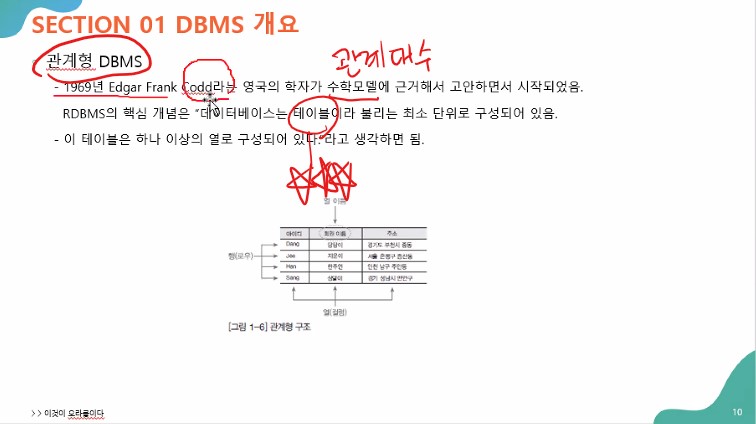 SECTION 01 DBMS 개요
관계형 DBMS
관계대수
- 1969년 Edgar Frank Codd라는 영국의 학자가 수학모델에 근거해서 고안하면서 시작되었음.
RDBMS의 핵심 개념은 “데이터베이스는 테이블이라 불리는 최소 단위로 구성되어 있음.
- 이 테이블은 하나 이상의 열로 구성되어 있다.”라고 생각하면 됨.
열 이름
아이디 회원 이름 주소
Dang 당탕이 경기도 부천시 중동
Jee 지운이 서울 은평구 증산동
Han 한주연 인천 남구 주안동
Sang 상길이 경기 성남시 분당구
행(로우)
열(컬럼)
[그림 1-6] 관계형 구조
>> 이것이 오라클이다
10